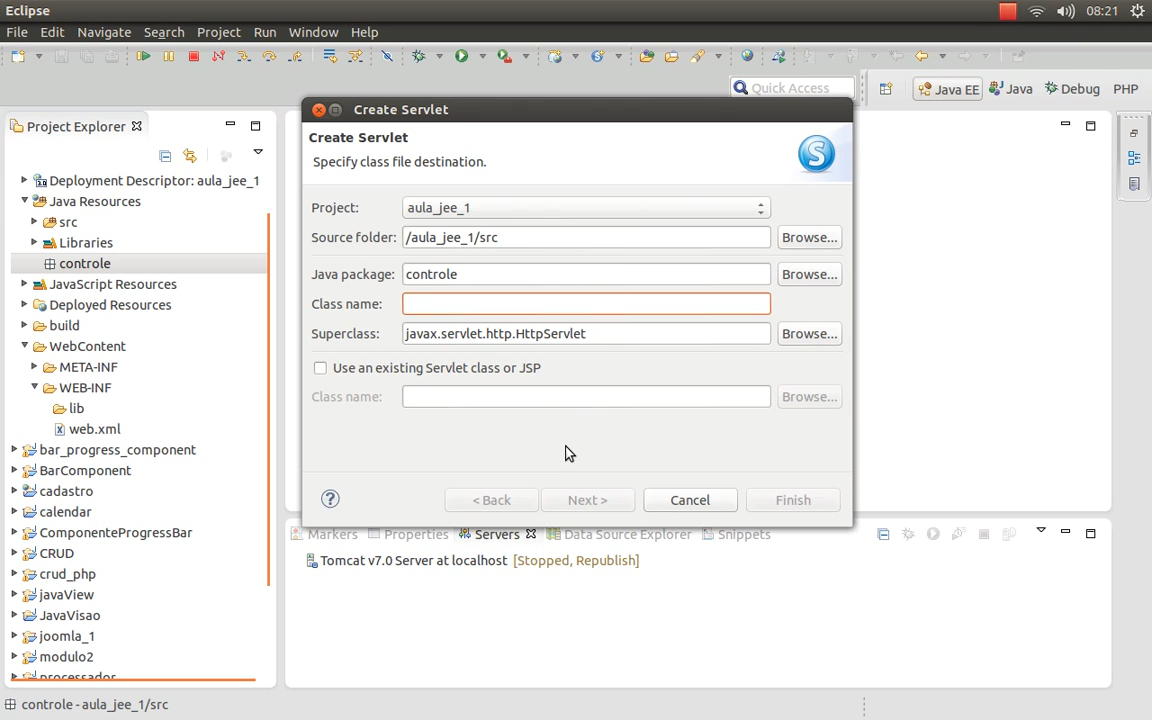 Eclipse
08:21
File Edit Navigate Search Project Run Window Help
Quick Access
Java EE Java Debug PHP
Project Explorer
Deployment Descriptor: aula_jee_1
Java Resources
src
Libraries
controle
JavaScript Resources
Deployed Resources
build
WebContent
META-INF
WEB-INF
lib
web.xml
bar_progress_component
BarComponent
cadastro
calendar
ComponenteProgressBar
CRUD
crud_php
javaView
JavaVisao
joomla_1
modulo2
processador
Create Servlet
Create Servlet
Specify class file destination.
S
Project: aula_jee_1
Source folder: /aula_jee_1/src Browse...
Java package: controle Browse...
Class name:
Superclass: javax.servlet.http.HttpServlet Browse...
Use an existing Servlet class or JSP
Class name: Browse...
? < Back Next > Cancel Finish
Markers Properties Servers Data Source Explorer Snippets
Tomcat v7.0 Server at localhost [Stopped, Republish]
controle - aula_jee_1/src